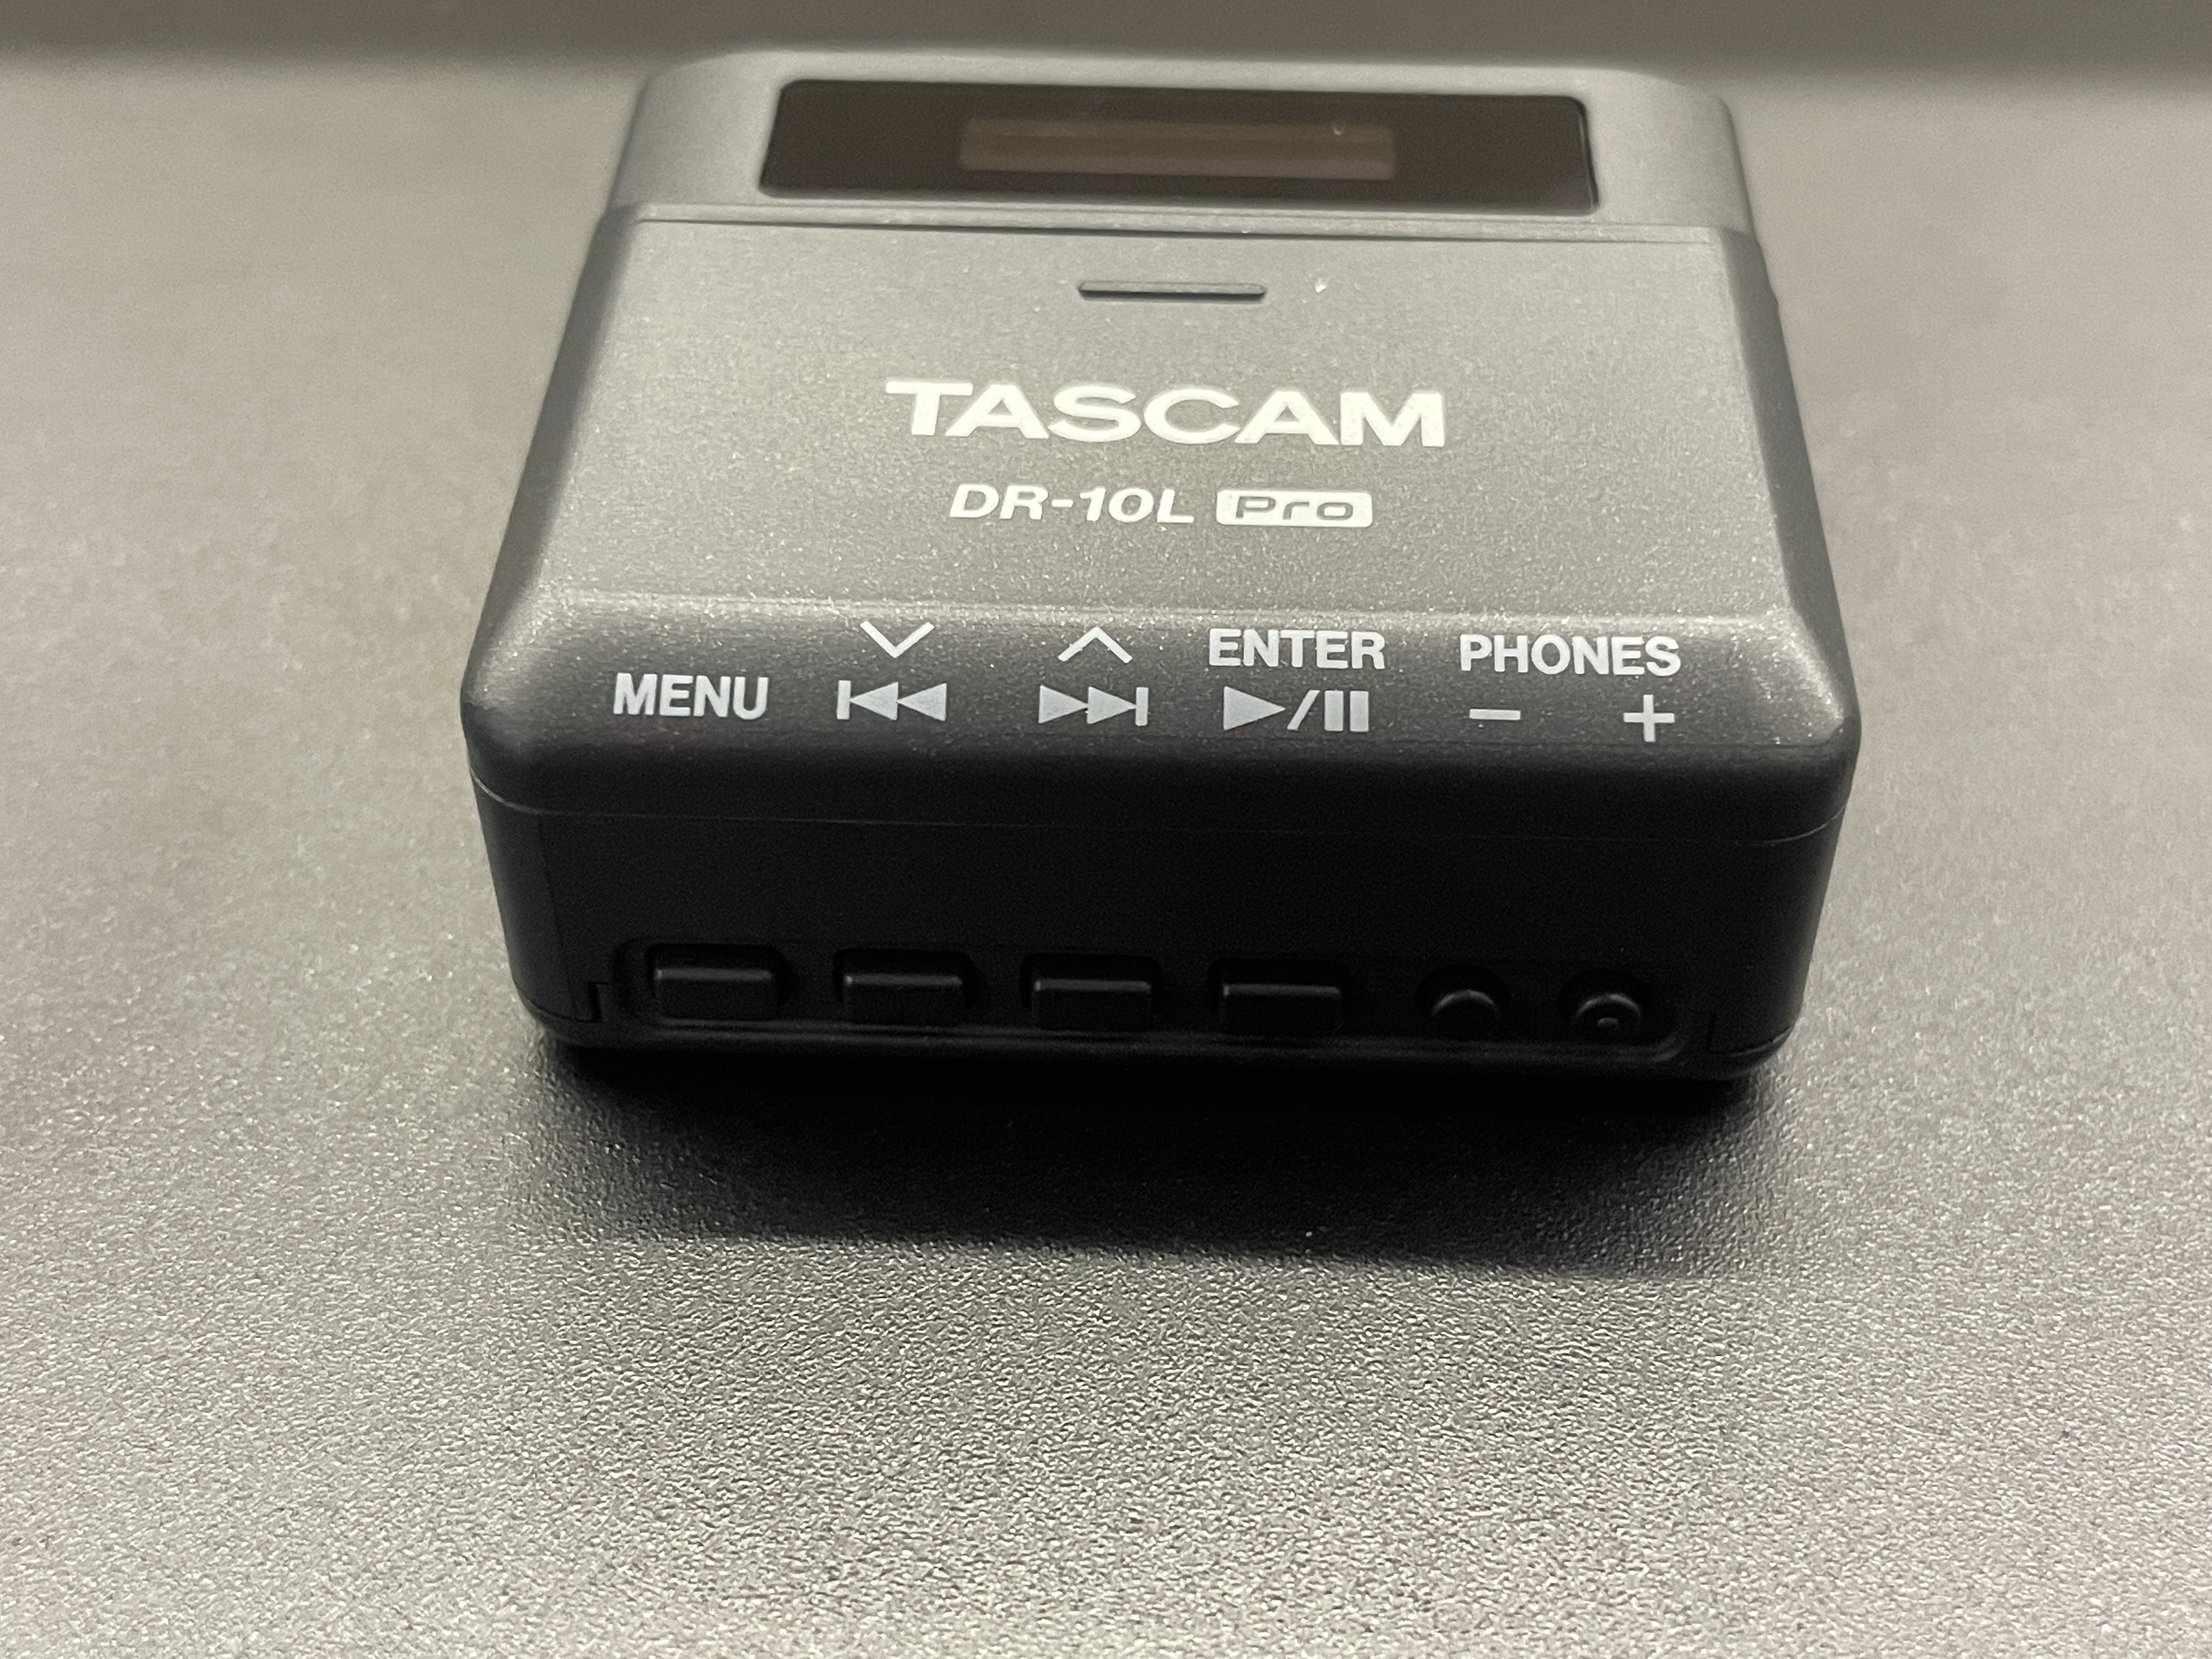 TASCAM
DR-10L Pro
ENTER PHONES
MENU ▶/❚❚ − +